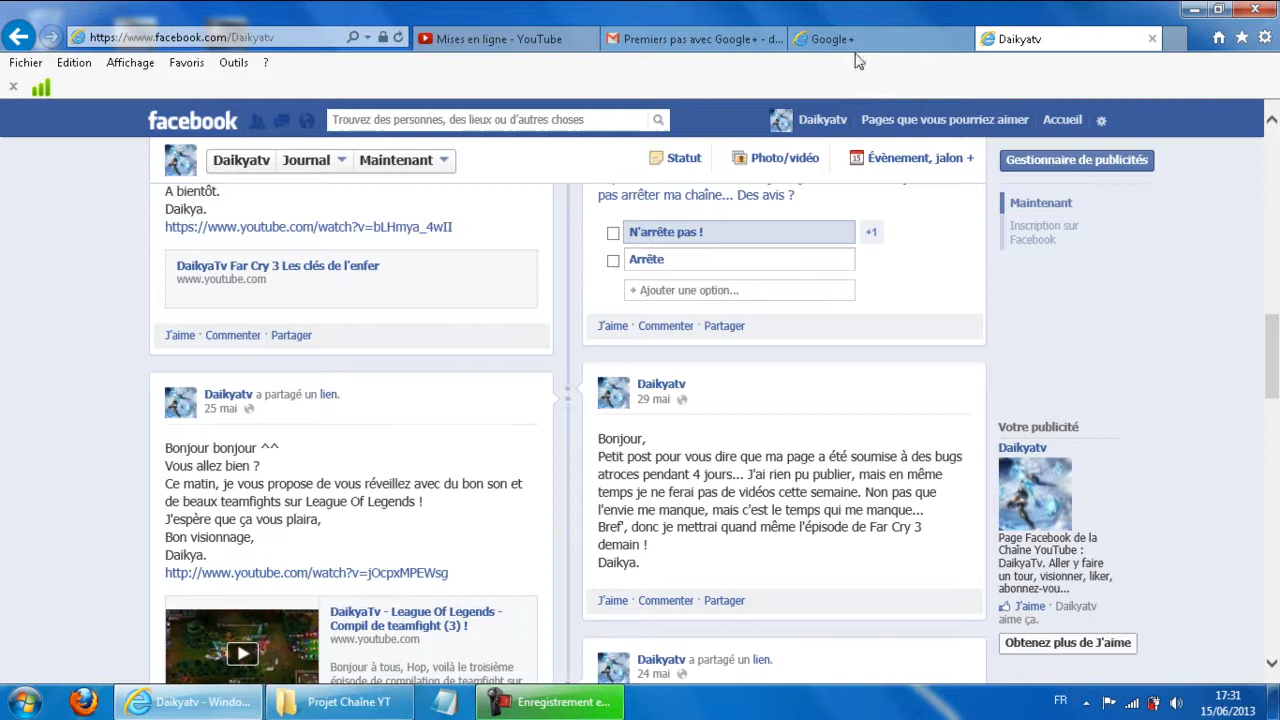 https://www.facebook.com/Daikyatv
Mises en ligne - YouTube
Premiers pas avec Google+ - d...
Google+
Daikyatv
Fichier
Edition
Affichage
Favoris
Outils
?
facebook
Trouvez des personnes, des lieux ou d'autres choses
Daikyatv
Pages que vous pourriez aimer
Accueil
Daikyatv
Journal
Maintenant
Statut
Photo/vidéo
Évènement, jalon +
Gestionnaire de publicités
Maintenant
Inscription sur
Facebook
A bientôt.
Daikya.
https://www.youtube.com/watch?v=bLHmya_4wII
DaikyaTv Far Cry 3 Les clés de l'enfer
www.youtube.com
J'aime · Commenter · Partager
pas arrêter ma chaîne... Des avis ?
N'arrête pas !
+1
Arrête
+ Ajouter une option...
J'aime · Commenter · Partager
Daikyatv a partagé un lien.
25 mai
Bonjour bonjour ^^
Vous allez bien ?
Ce matin, je vous propose de vous réveillez avec du bon son et
de beaux teamfights sur League Of Legends !
J'espère que ça vous plaira,
Bon visionnage,
Daikya.
http://www.youtube.com/watch?v=jOcpxMPEWsg
DaikyaTv - League Of Legends -
Compil de teamfight (3) !
www.youtube.com
Bonjour à tous, Hop, voilà le troisième
épisode de compilation de teamfight sur
Daikyatv
29 mai
Bonjour,
Petit post pour vous dire que ma page a été soumise à des bugs
atroces pendant 4 jours... J'ai rien pu publier, mais en même
temps je ne ferai pas de vidéos cette semaine. Non pas que
l'envie me manque, mais c'est le temps qui me manque...
Bref', donc je mettrai quand même l'épisode de Far Cry 3
demain !
Daikya.
J'aime · Commenter · Partager
Daikyatv a partagé un lien.
24 mai
Votre publicité
Daikyatv
Page Facebook de la
Chaîne YouTube :
DaikyaTv. Aller y faire
un tour, visionner, liker,
abonnez-vou...
J'aime · Daikyatv
aime ça.
Obtenez plus de J'aime
Daikyatv - Windo...
Projet Chaîne YT
Enregistrement e...
FR
17:31
15/06/2013